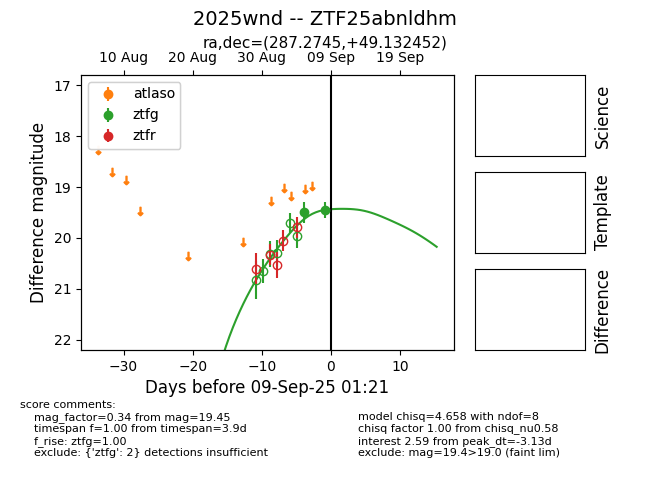 2025wnd -- ZTF25abnldhm
ra,dec=(287.2745,+49.132452)
10 Aug 20 Aug 30 Aug 09 Sep 19 Sep
atlaso
ztfg
ztfr
17
18
19
20
21
22
Difference magnitude
−30 −20 −10 0 10
Days before 09-Sep-25 01:21
Science
Template
Difference
score comments:
mag_factor=0.34 from mag=19.45
timespan f=1.00 from timespan=3.9d
f_rise: ztfg=1.00
exclude: {'ztfg': 2} detections insufficient
model chisq=4.658 with ndof=8
chisq factor 1.00 from chisq_nu0.58
interest 2.59 from peak_dt=-3.13d
exclude: mag=19.4>19.0 (faint lim)